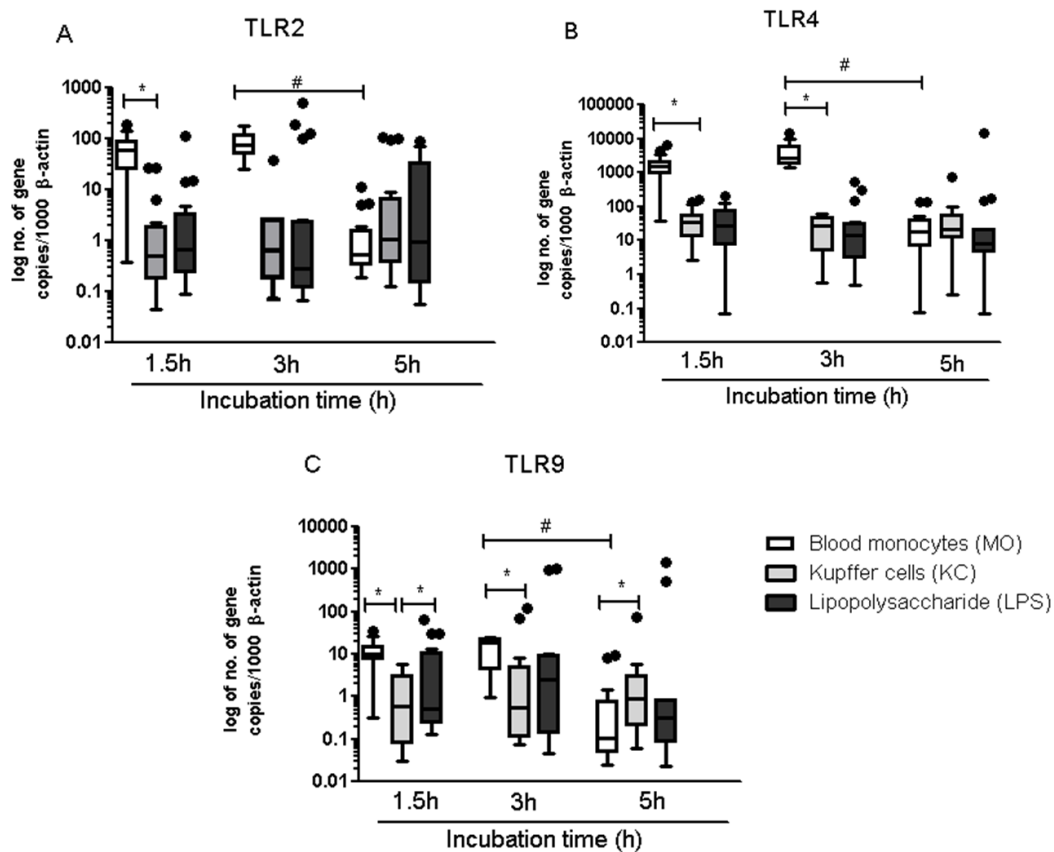 A
TLR2
log no. of gene
copies/1000 β-actin
1000
100
10
1
0.1
0.01
*
#
1.5h
3h
5h
Incubation time (h)
B
TLR4
log no. of gene
copies/1000 β-actin
100000
10000
1000
100
10
1
0.1
0.01
*
*
#
1.5h
3h
5h
Incubation time (h)
C
TLR9
log of no. of gene
copies/1000 β-actin
10000
1000
100
10
1
0.1
0.01
*
*
*
#
*
1.5h
3h
5h
Incubation time (h)
Blood monocytes (MO)
Kupffer cells (KC)
Lipopolysaccharide (LPS)